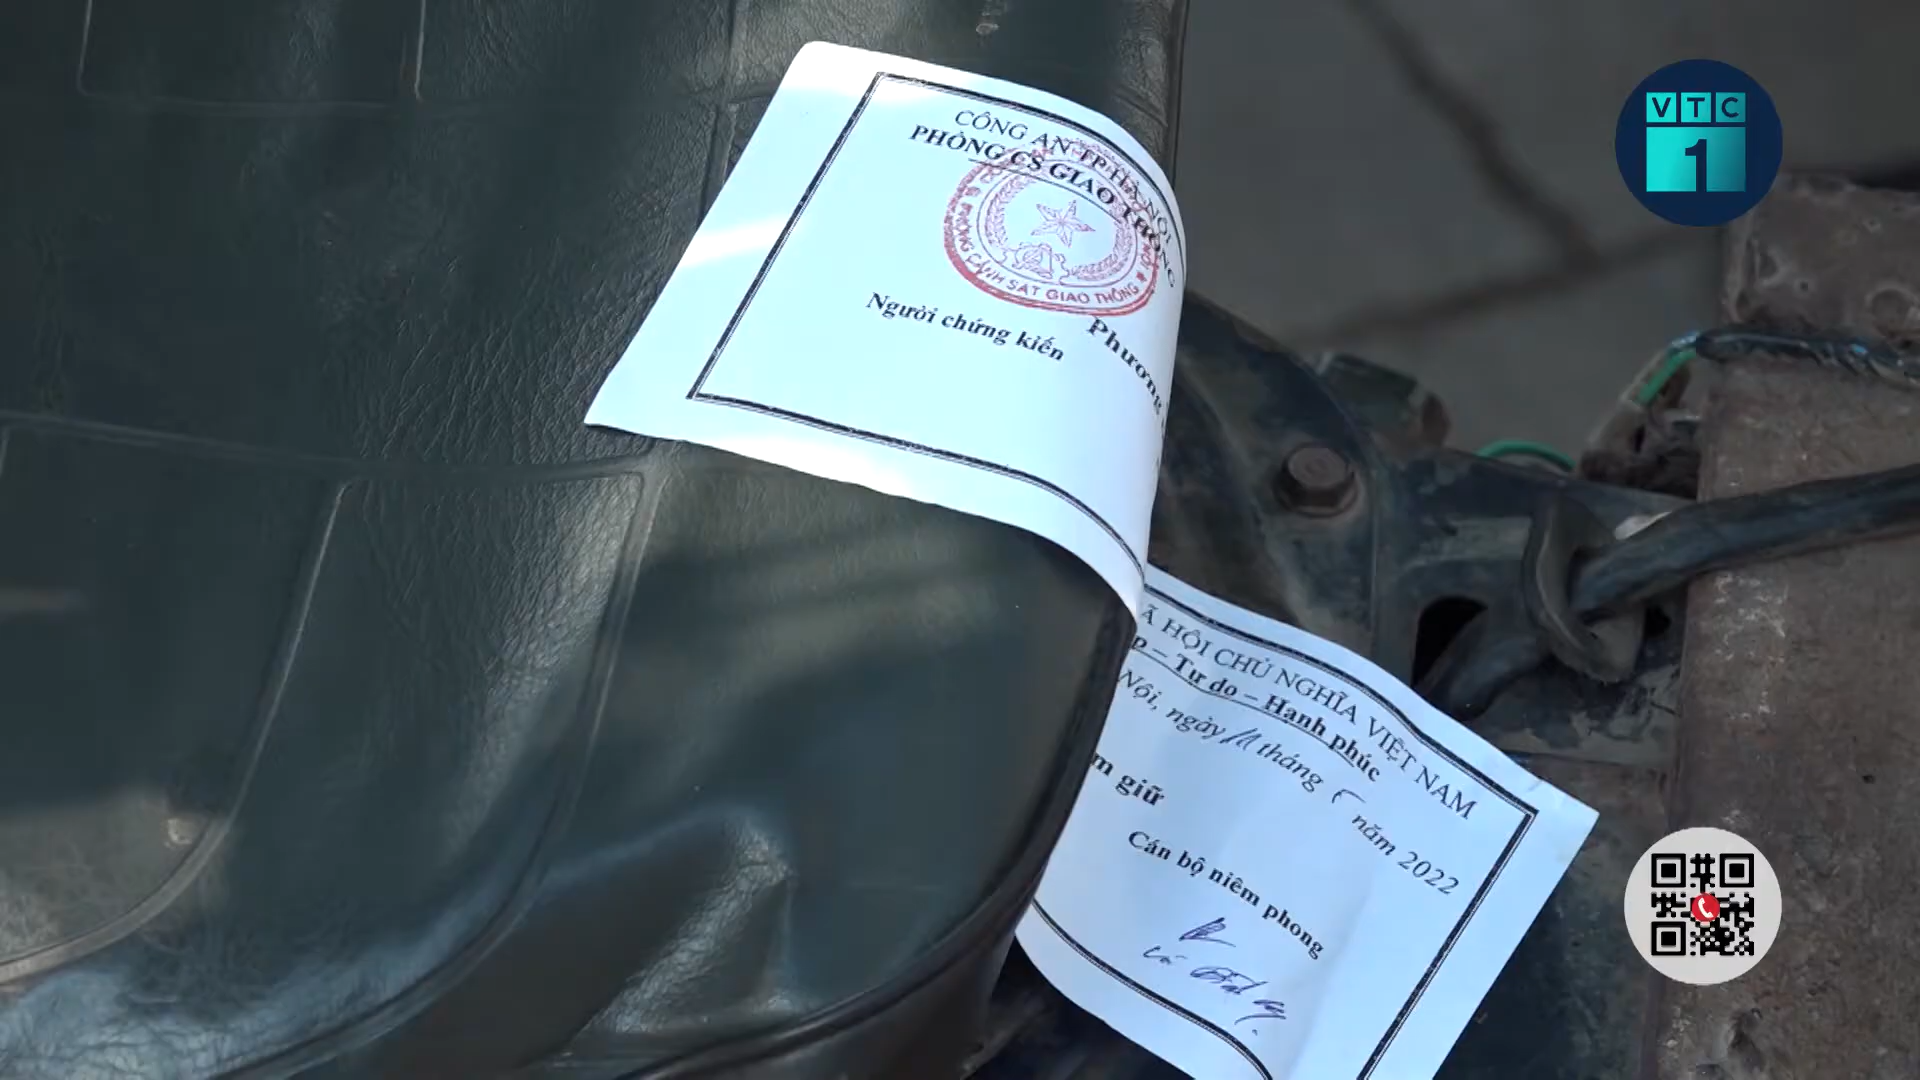 VTC
1
CÔNG AN TP HÀ NỘI
PHÒNG CS GIAO THÔNG
PHÒNG CẢNH SÁT GIAO THÔNG
Người chứng kiến
Phương
Ã HỘI CHỦ NGHĨA VIỆT NAM
p – Tự do – Hạnh phúc
Nội, ngày 11 tháng 5 năm 2022
m giữ
Cán bộ niêm phong